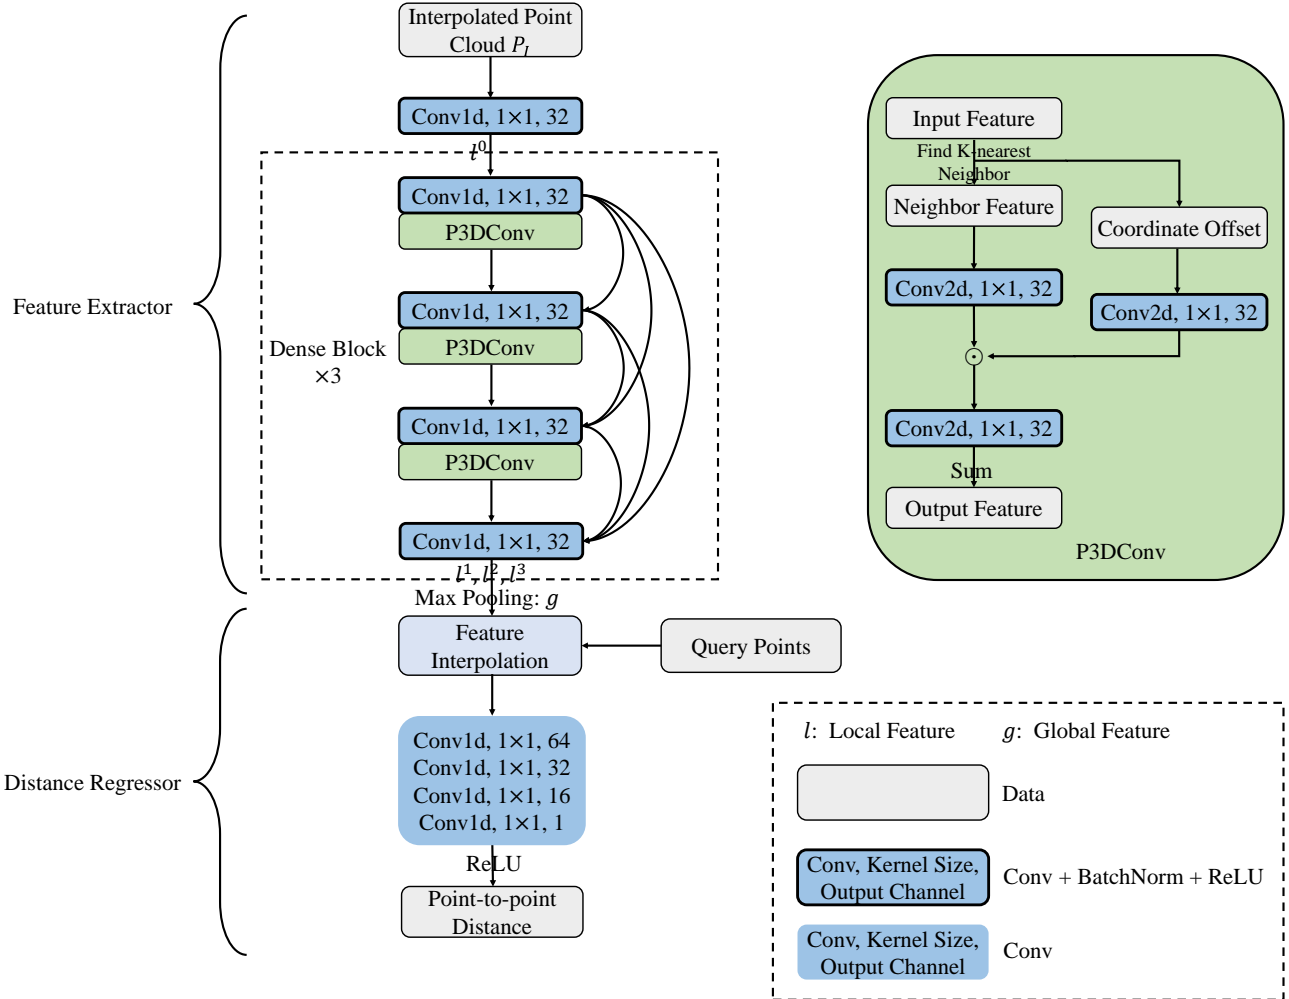 Interpolated Point
Cloud P_I
Conv1d, 1×1, 32
l^0
Conv1d, 1×1, 32
P3DConv
Conv1d, 1×1, 32
P3DConv
Conv1d, 1×1, 32
P3DConv
Conv1d, 1×1, 32
l^1, l^2, l^3
Max Pooling: g
Dense Block
×3
Feature Extractor
Feature
Interpolation
Query Points
Conv1d, 1×1, 64
Conv1d, 1×1, 32
Conv1d, 1×1, 16
Conv1d, 1×1, 1
ReLU
Point-to-point
Distance
Distance Regressor
Input Feature
Find K-nearest
Neighbor
Neighbor Feature
Coordinate Offset
Conv2d, 1×1, 32
Conv2d, 1×1, 32
Conv2d, 1×1, 32
Sum
Output Feature
P3DConv
l: Local Feature
g: Global Feature
Data
Conv, Kernel Size,
Output Channel
Conv + BatchNorm + ReLU
Conv, Kernel Size,
Output Channel
Conv